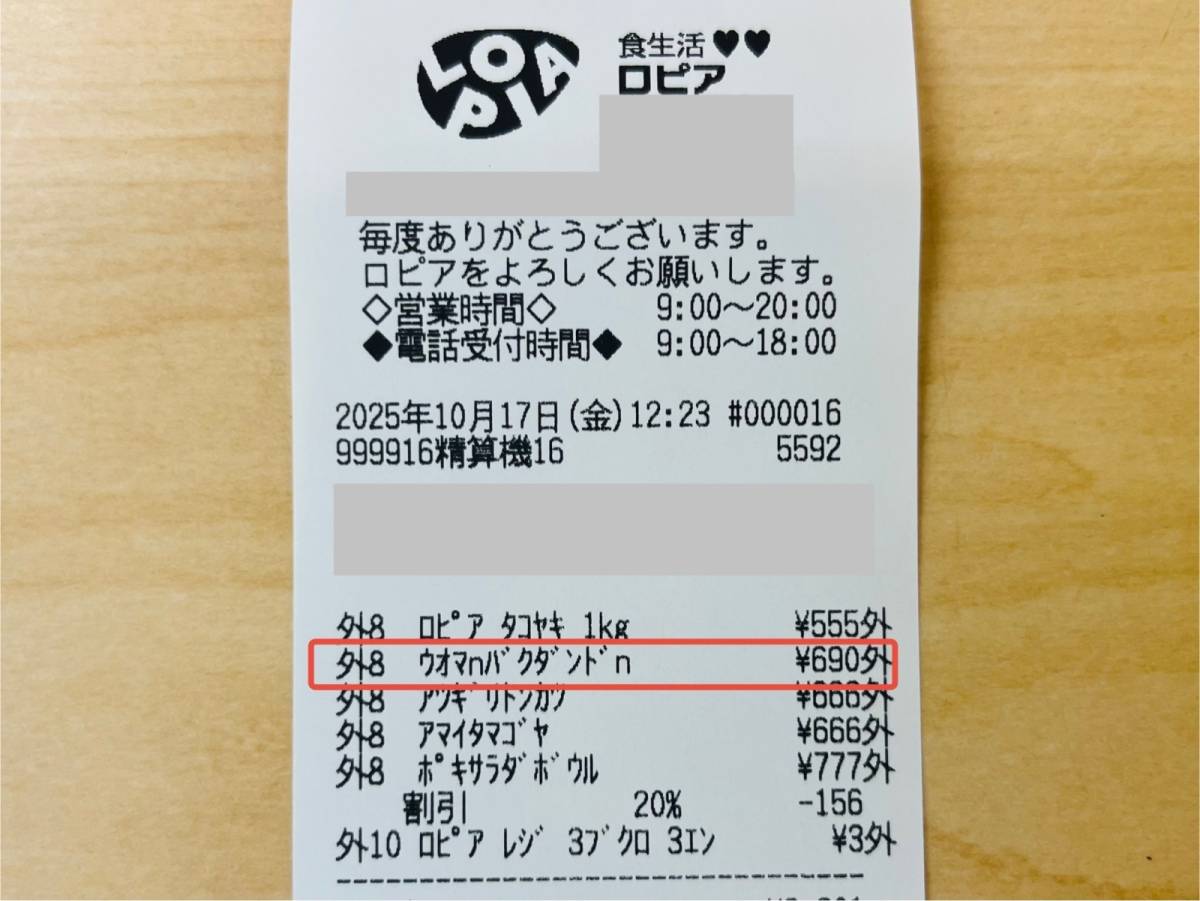 LOPIA
食生活♥♥
ロピア
毎度ありがとうございます。
ロピアをよろしくお願いします。
◇営業時間◇ 9:00～20:00
◆電話受付時間◆ 9:00～18:00
2025年10月17日(金)12:23 #000016
999916精算機16 5592
外8 ﾛﾋﾟｱ ﾀｺﾔｷ 1kg ¥555外
外8 ｳｵﾏnﾊﾞｸﾀﾞﾝﾄﾞn ¥690外
外8 ｱﾂｷﾞﾘﾄﾝｶﾂ ¥666外
外8 ｱﾏｲﾀﾏｺﾞﾔ ¥666外
外8 ﾎﾟｷｻﾗﾀﾞﾎﾞｳﾙ ¥777外
割引 20% -156
外10 ﾛﾋﾟｱ ﾚｼﾞ 3ﾌﾞｸﾛ 3ｴﾝ ¥3外